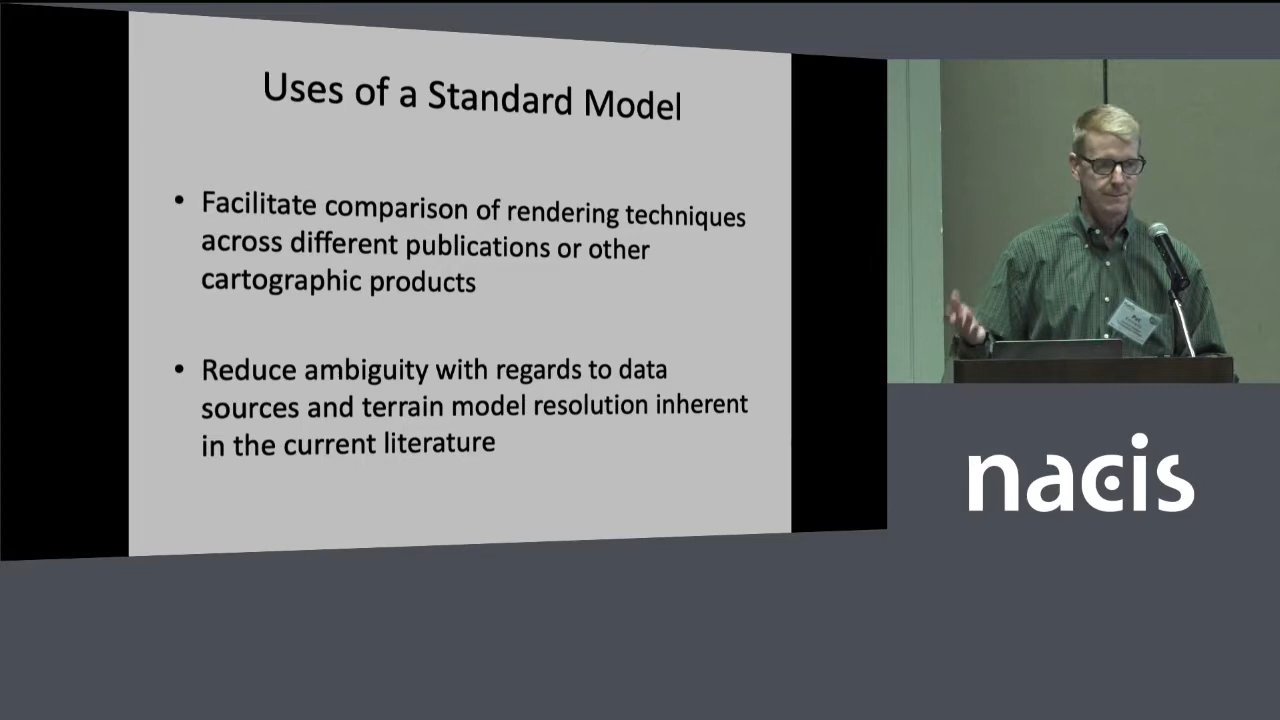 Uses of a Standard Model
• Facilitate comparison of rendering techniques
across different publications or other
cartographic products
• Reduce ambiguity with regards to data
sources and terrain model resolution inherent
in the current literature
nacis